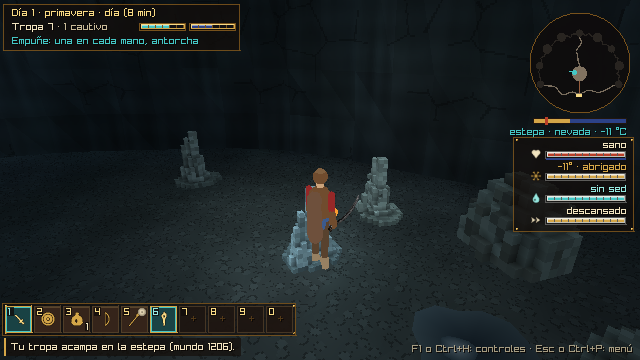 Día 1 · primavera · día (8 min)
Tropa 7 · 1 cautivo
Empuñe: una en cada mano, antorcha
estepa · nevada · -11 °C
sano
-11° · abrigado
sin sed
descansado
1 2 3 4 5 6 7 8 9 0
1
Tu tropa acampa en la estepa (mundo 1206).
F1 o Ctrl+H: controles · Esc o Ctrl+P: menú